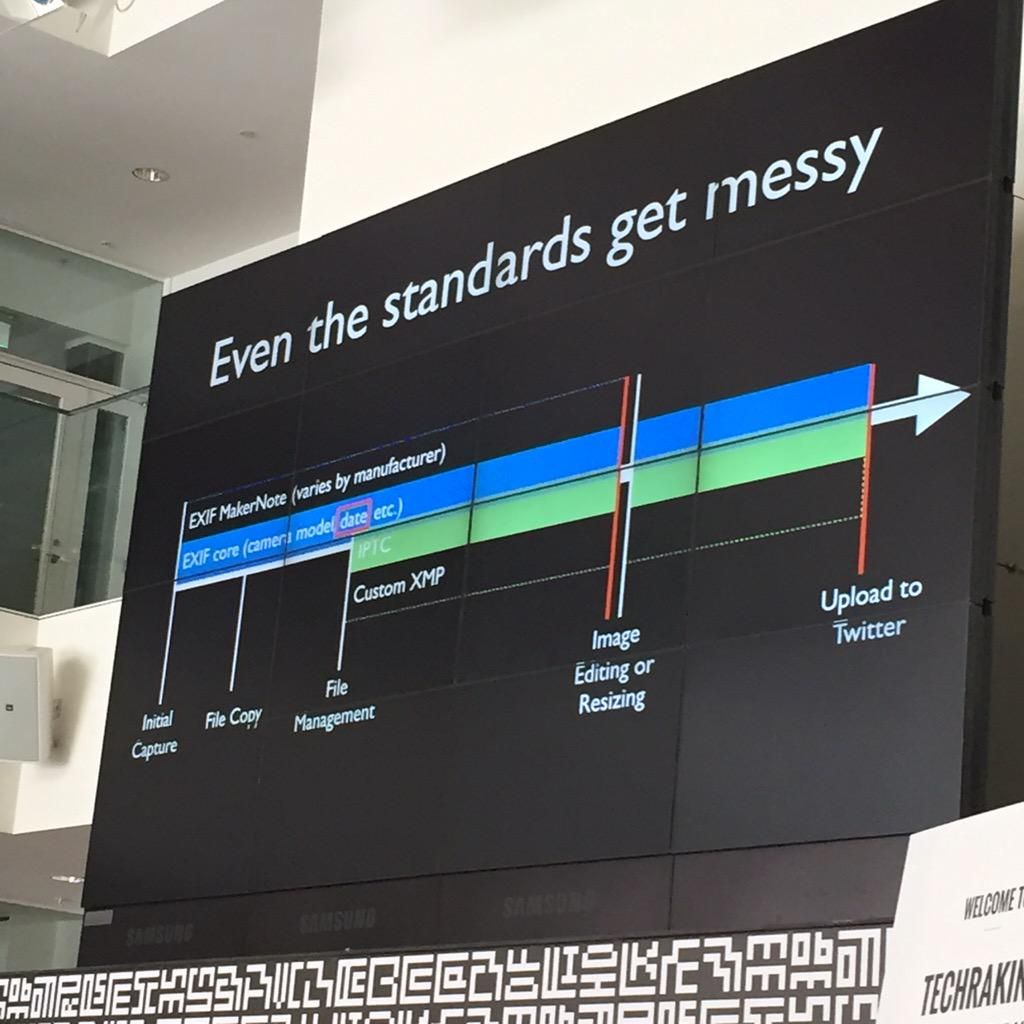 Even the standards get messy
EXIF MakerNote (varies by manufacturer)
EXIF core (camera model date etc.)
IPTC
Custom XMP
Initial
Capture
File Copy
File
Management
Image
Editing or
Resizing
Upload to
Twitter
SAMSUNG
SAMSUNG
SAMSUNG
WELCOME
TECHRAKIN